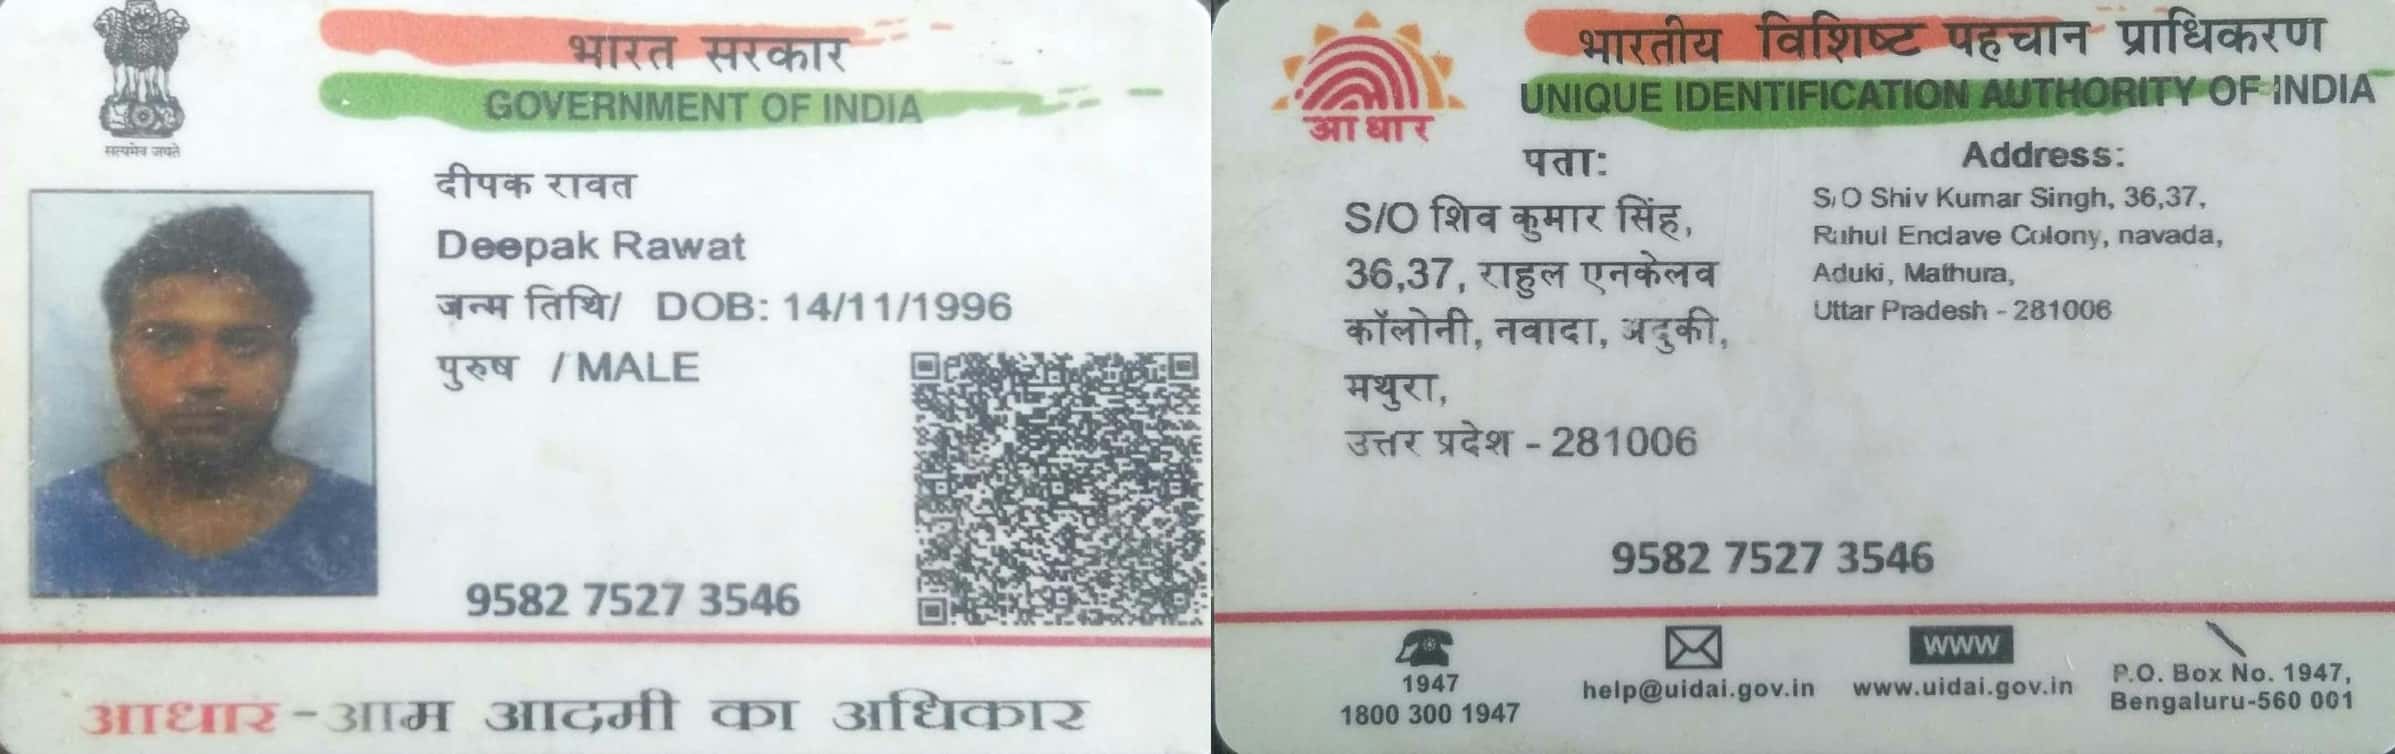 भारत सरकार
GOVERNMENT OF INDIA
सत्यमेव जयते
दीपक रावत
Deepak Rawat
जन्म तिथि/ DOB: 14/11/1996
पुरुष / MALE
9582 7527 3546
आधार - आम आदमी का अधिकार
भारतीय विशिष्ट पहचान प्राधिकरण
UNIQUE IDENTIFICATION AUTHORITY OF INDIA
आधार
पता:
S/O शिव कुमार सिंह,
36,37, राहुल एनकेलव
कॉलोनी, नवादा, अदुकी,
मथुरा,
उत्तर प्रदेश - 281006
Address:
S/O Shiv Kumar Singh, 36,37,
Rahul Enclave Colony, navada,
Aduki, Mathura,
Uttar Pradesh - 281006
9582 7527 3546
1947
1800 300 1947
help@uidai.gov.in
WWW
www.uidai.gov.in
P.O. Box No. 1947,
Bengaluru-560 001